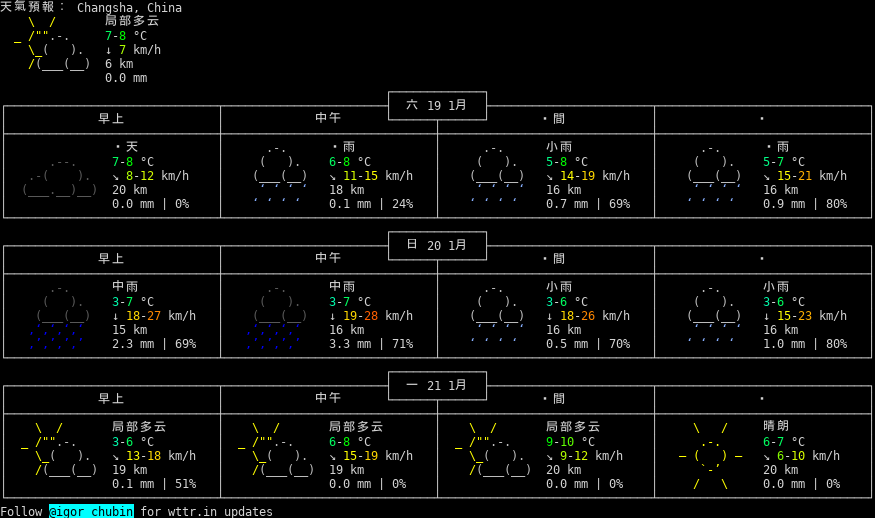 天氣預報： Changsha, China
局部多云
7-8 °C
↓ 7 km/h
6 km
0.0 mm
六 19 1月
早上 中午 ・間 ・
・天 ・雨 小雨 ・雨
7-8 °C 6-8 °C 5-8 °C 5-7 °C
↘ 8-12 km/h ↘ 11-15 km/h ↘ 14-19 km/h ↘ 15-21 km/h
20 km 18 km 16 km 16 km
0.0 mm | 0% 0.1 mm | 24% 0.7 mm | 69% 0.9 mm | 80%
日 20 1月
早上 中午 ・間 ・
中雨 中雨 小雨 小雨
3-7 °C 3-7 °C 3-6 °C 3-6 °C
↓ 18-27 km/h ↓ 19-28 km/h ↓ 18-26 km/h ↓ 15-23 km/h
15 km 16 km 16 km 16 km
2.3 mm | 69% 3.3 mm | 71% 0.5 mm | 70% 1.0 mm | 80%
一 21 1月
早上 中午 ・間 ・
局部多云 局部多云 局部多云 晴朗
3-6 °C 6-8 °C 9-10 °C 6-7 °C
↘ 13-18 km/h ↘ 15-19 km/h ↘ 9-12 km/h ↘ 6-10 km/h
19 km 19 km 20 km 20 km
0.1 mm | 51% 0.0 mm | 0% 0.0 mm | 0% 0.0 mm | 0%
Follow @igor_chubin for wttr.in updates